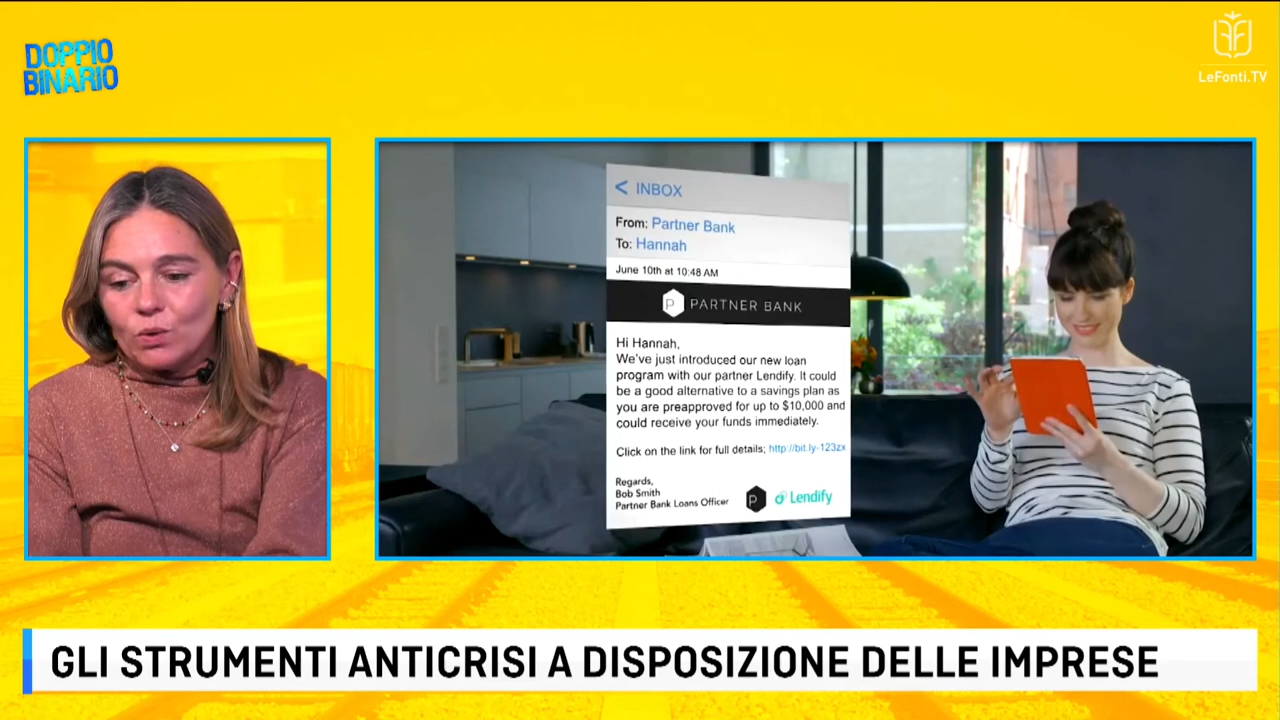 DOPPIO
BINARIO
LeFonti.TV
< INBOX
From: Partner Bank
To: Hannah
June 10th at 10:48 AM
P PARTNER BANK
Hi Hannah,
We've just introduced our new loan
program with our partner Lendify. It could
be a good alternative to a savings plan as
you are preapproved for up to $10,000 and
could receive your funds immediately.
Click on the link for full details; http://bit.ly-123zx
Regards,
Bob Smith
Partner Bank Loans Officer
P
Lendify
GLI STRUMENTI ANTICRISI A DISPOSIZIONE DELLE IMPRESE